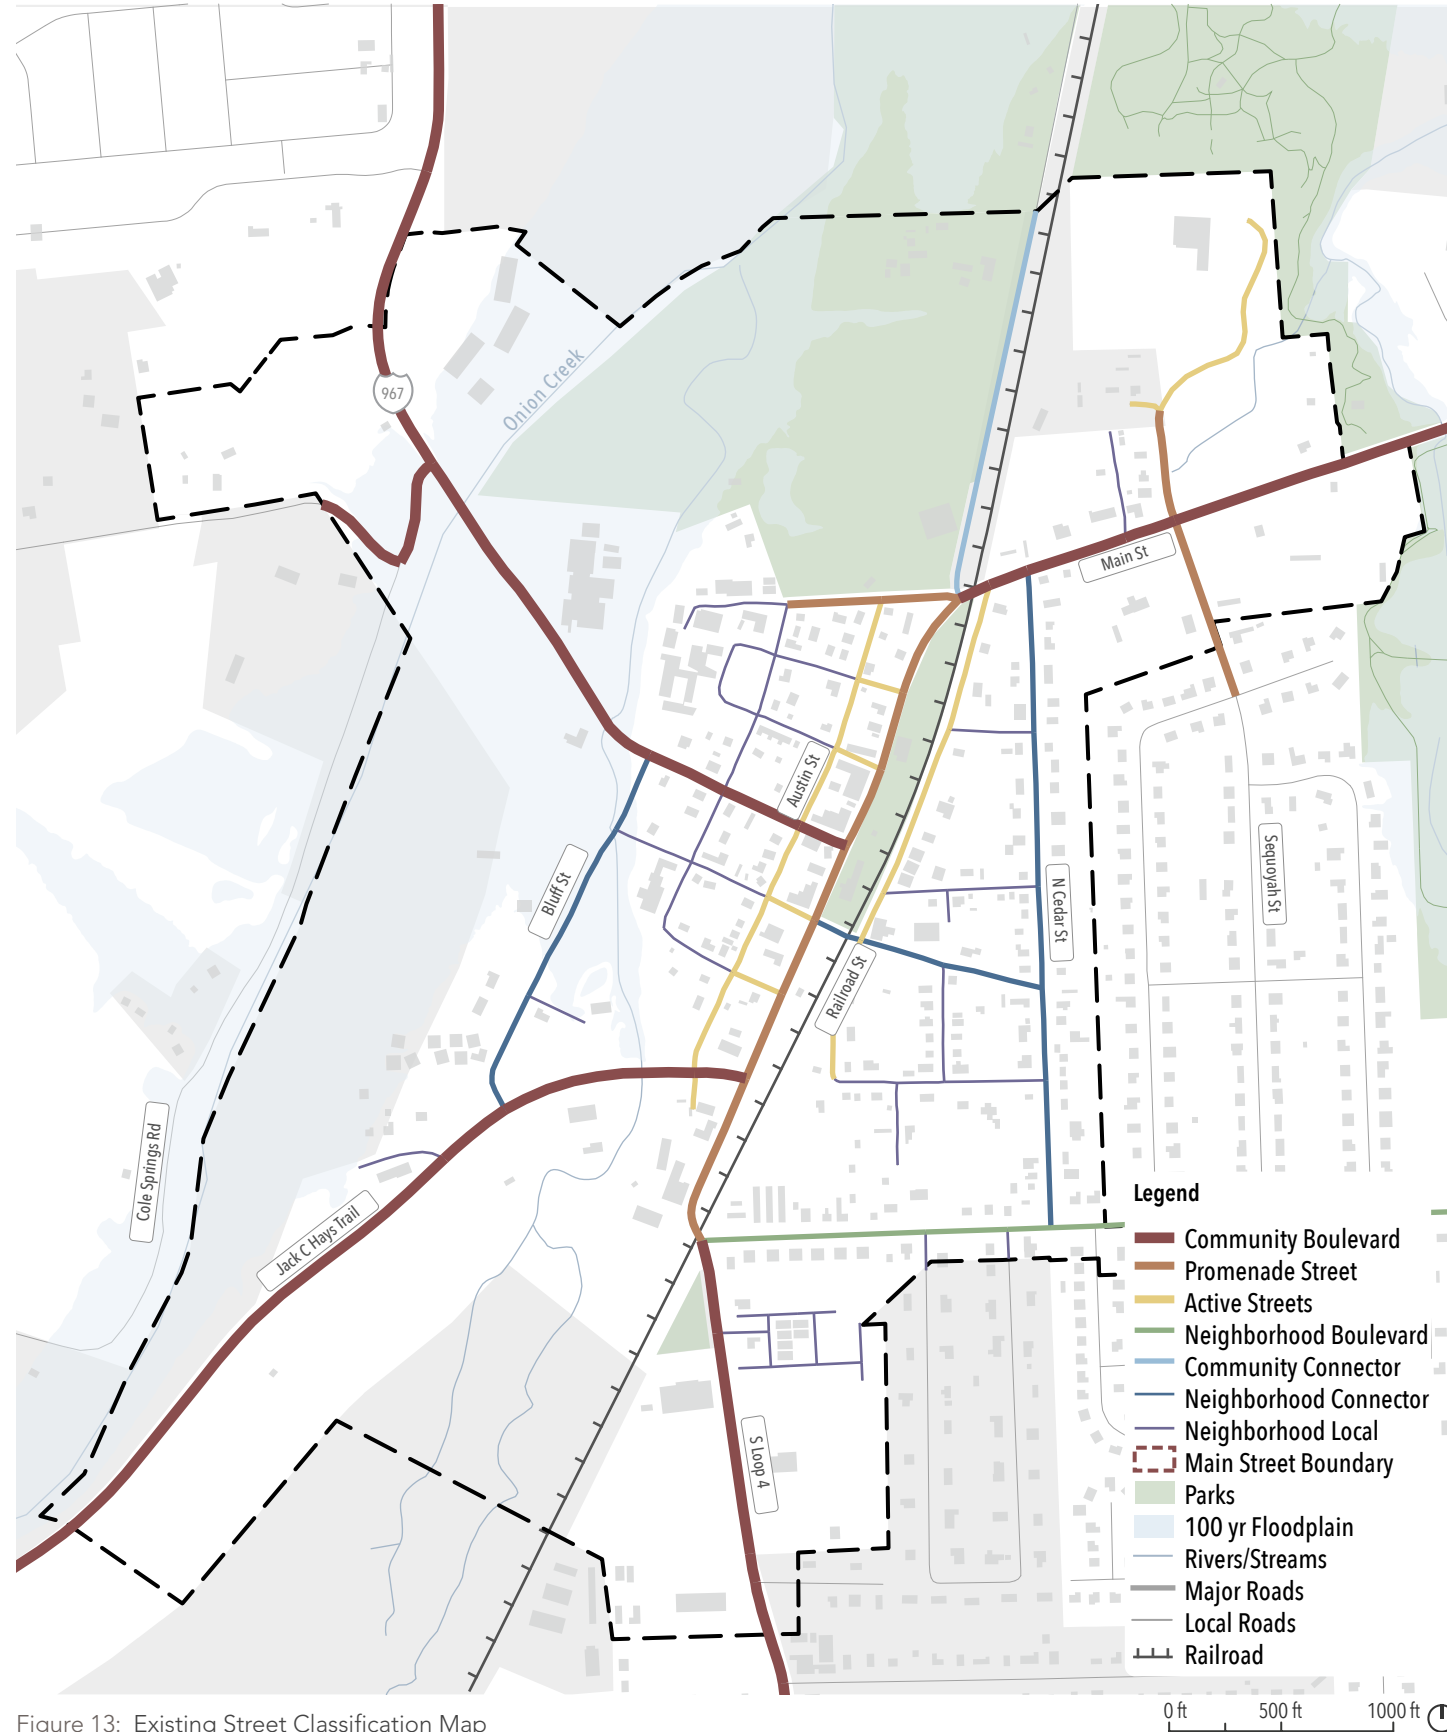 967
Onion Creek
Main St
Austin St
Bluff St
N Cedar St
Sequoyah St
Railroad St
Cole Springs Rd
Jack C Hays Trail
S Loop 4
Legend
Community Boulevard
Promenade Street
Active Streets
Neighborhood Boulevard
Community Connector
Neighborhood Connector
Neighborhood Local
Main Street Boundary
Parks
100 yr Floodplain
Rivers/Streams
Major Roads
Local Roads
Railroad
0 ft 500 ft 1000 ft
Figure 13: Existing Street Classification Map